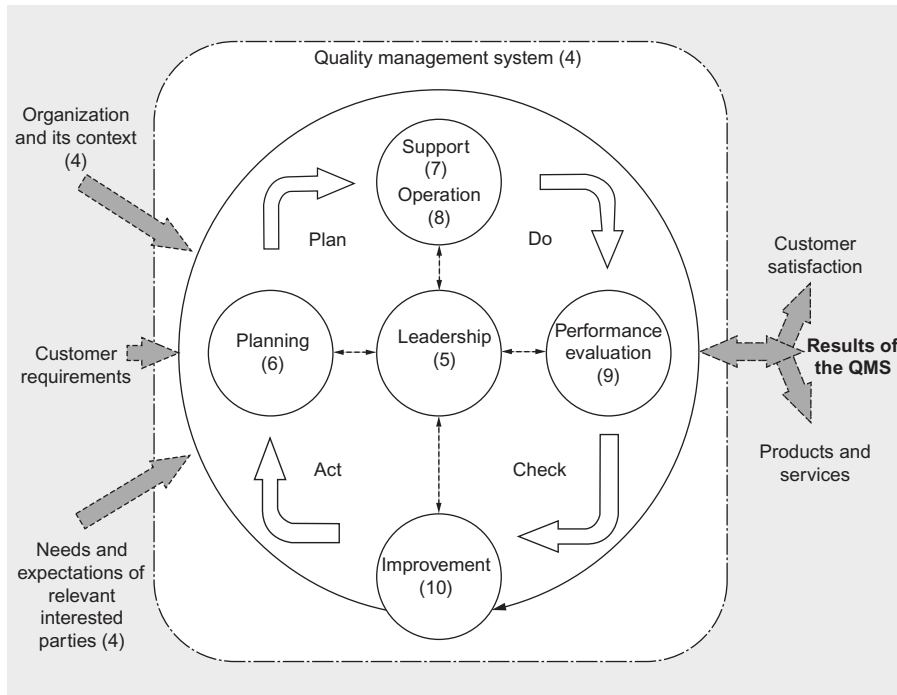 Quality management system (4)
Organization
and its context
(4)
Support
(7)
Operation
(8)
Plan
Do
Customer
satisfaction
Customer
requirements
Planning
(6)
Leadership
(5)
Performance
evaluation
(9)
Results of
the QMS
Products and
services
Act
Check
Needs and
expectations of
relevant
interested
parties (4)
Improvement
(10)